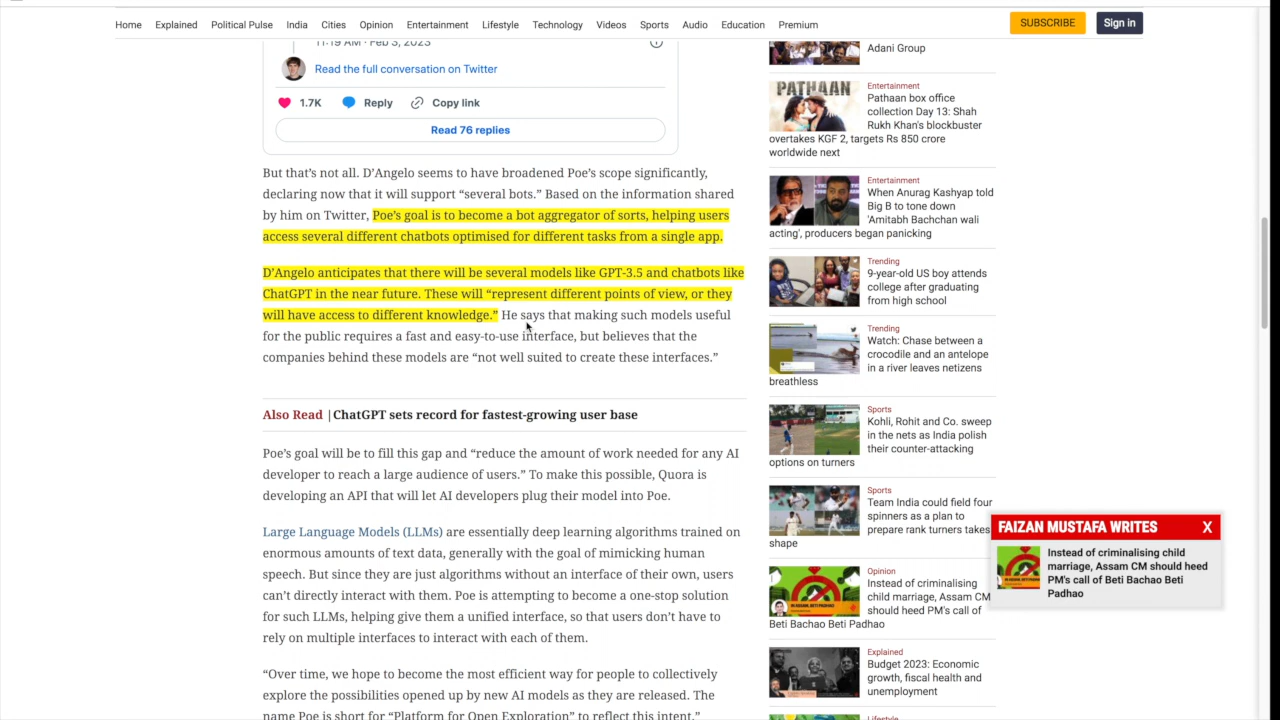 Home Explained Political Pulse India Cities Opinion Entertainment Lifestyle Technology Videos Sports Audio Education Premium SUBSCRIBE Sign in
11:19 AM · Feb 3, 2023
Read the full conversation on Twitter
1.7K Reply Copy link
Read 76 replies
But that’s not all. D’Angelo seems to have broadened Poe’s scope significantly,
declaring now that it will support “several bots.” Based on the information shared
by him on Twitter, Poe’s goal is to become a bot aggregator of sorts, helping users
access several different chatbots optimised for different tasks from a single app.
D’Angelo anticipates that there will be several models like GPT-3.5 and chatbots like
ChatGPT in the near future. These will “represent different points of view, or they
will have access to different knowledge.” He says that making such models useful
for the public requires a fast and easy-to-use interface, but believes that the
companies behind these models are “not well suited to create these interfaces.”
Also Read |ChatGPT sets record for fastest-growing user base
Poe’s goal will be to fill this gap and “reduce the amount of work needed for any AI
developer to reach a large audience of users.” To make this possible, Quora is
developing an API that will let AI developers plug their model into Poe.
Large Language Models (LLMs) are essentially deep learning algorithms trained on
enormous amounts of text data, generally with the goal of mimicking human
speech. But since they are just algorithms without an interface of their own, users
can’t directly interact with them. Poe is attempting to become a one-stop solution
for such LLMs, and give them a unified interface, so that users don’t have to
rely on multiple interfaces to interact with each of them.
“Over time, we hope to become the most efficient way for people to collectively
explore the possibilities opened up by new AI models as they are released. The
name Poe is short for “Platform for Open Exploration” to reflect this intent.”
Adani Group
Entertainment
PATHAAN
Pathaan box office
collection Day 13: Shah
Rukh Khan's blockbuster
overtakes KGF 2, targets Rs 850 crore
worldwide next
Entertainment
When Anurag Kashyap told
Big B to tone down
'Amitabh Bachchan wali
acting', producers began panicking
Trending
9-year-old US boy attends
college after graduating
from high school
Trending
Watch: Chase between a
crocodile and an antelope
in a river leaves netizens
breathless
Sports
Kohli, Rohit and Co. sweep
in the nets as India polish
their counter-attacking
options on turners
Sports
Team India could field four
spinners as a plan to
prepare rank turners takes
shape
Opinion
Instead of criminalising
child marriage, Assam CM
should heed PM's call of
Beti Bachao Beti Padhao
Explained
Budget 2023: Economic
growth, fiscal health and
unemployment
Lifestyle
FAIZAN MUSTAFA WRITES X
Instead of criminalising child
marriage, Assam CM should heed
PM's call of Beti Bachao Beti
Padhao